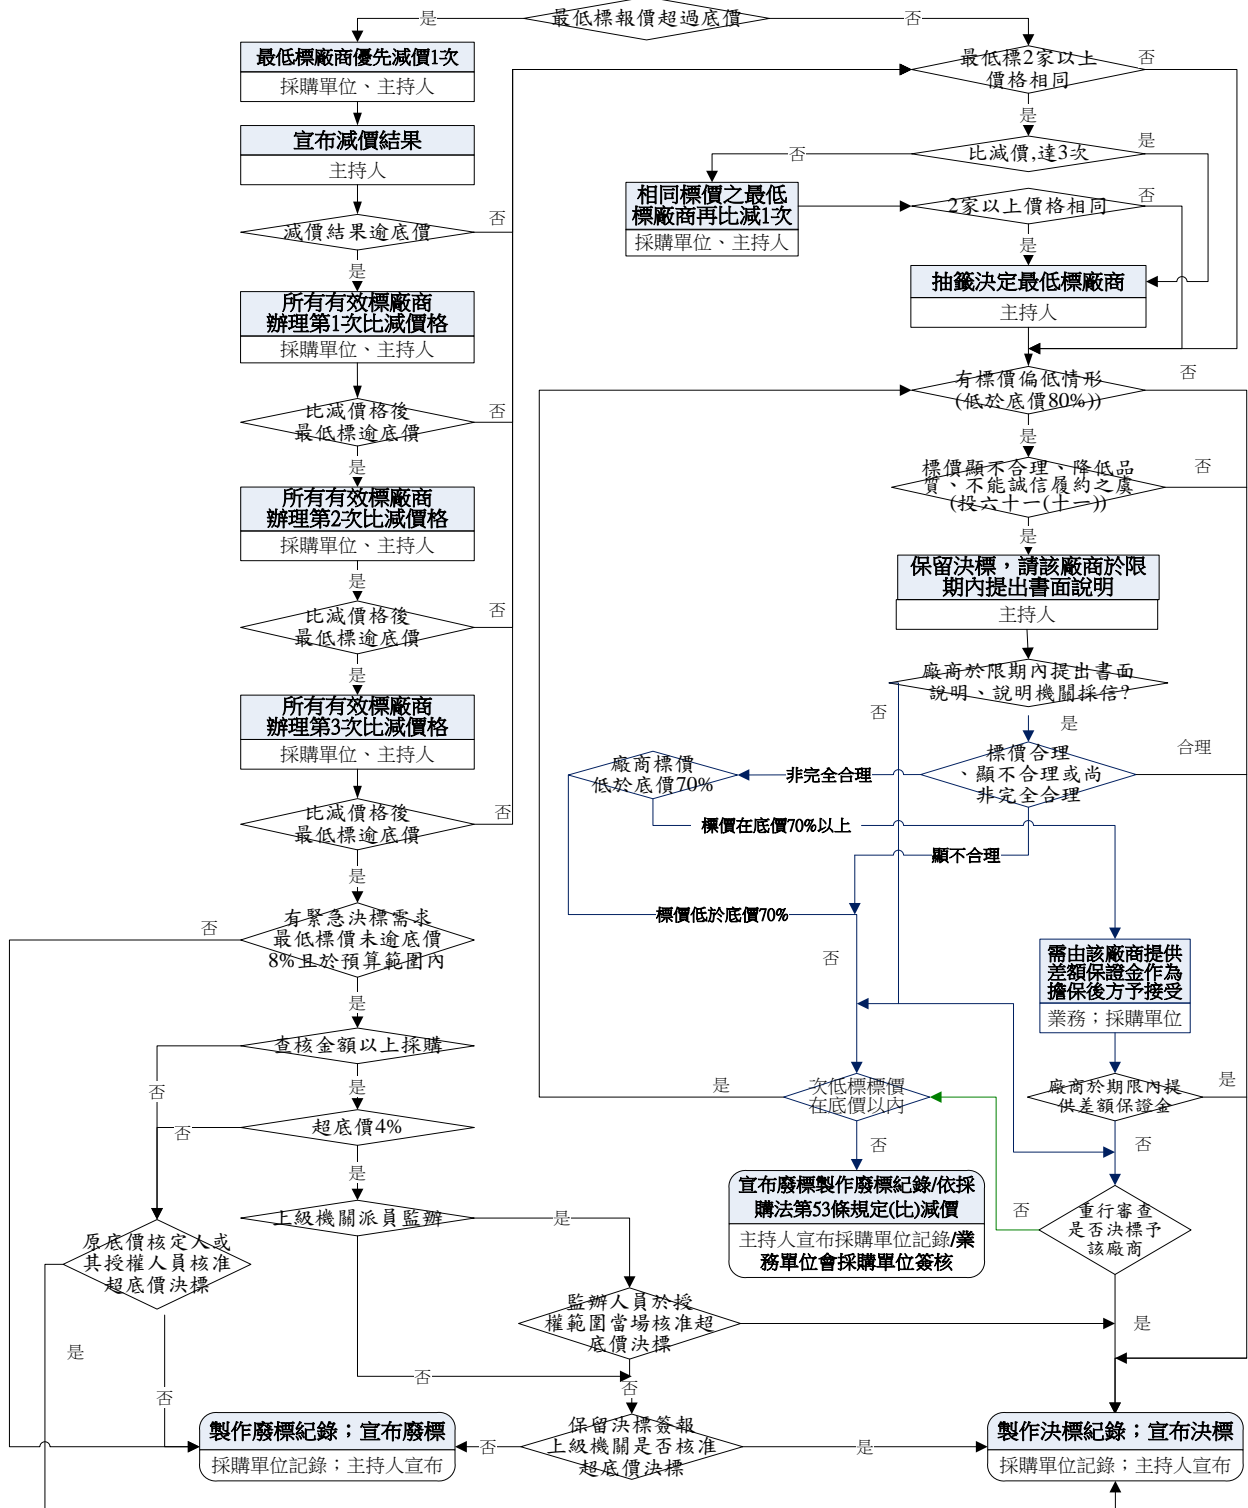 最低標報價超過底價
是
否
最低標廠商優先減價1次
採購單位、主持人
宣布減價結果
主持人
減價結果逾底價
否
是
所有有效標廠商
辦理第1次比減價格
採購單位、主持人
比減價格後
最低標逾底價
否
是
所有有效標廠商
辦理第2次比減價格
採購單位、主持人
比減價格後
最低標逾底價
否
是
所有有效標廠商
辦理第3次比減價格
採購單位、主持人
比減價格後
最低標逾底價
否
是
有緊急決標需求
最低標價未逾底價
8%且於預算範圍內
否
是
查核金額以上採購
否
是
超底價4%
否
是
上級機關派員監辦
是
否
原底價核定人或
其授權人員核准
超底價決標
是
否
監辦人員於授
權範圍當場核准超
底價決標
否
保留決標簽報
上級機關是否核准
超底價決標
否
是
製作廢標紀錄；宣布廢標
採購單位記錄；主持人宣布
最低標2家以上
價格相同
否
是
比減價,達3次
否
是
相同標價之最低
標廠商再比減1次
採購單位、主持人
2家以上價格相同
否
是
抽籤決定最低標廠商
主持人
有標價偏低情形
(低於底價80%))
否
是
標價顯不合理、降低品
質、不能誠信履約之虞
(投六十一(十一))
否
是
保留決標，請該廠商於限
期內提出書面說明
主持人
廠商於限期內提出書面
說明、說明機關採信?
否
是
標價合理
、顯不合理或尚
非完全合理
合理
非完全合理
廠商標價
低於底價70%
標價在底價70%以上
顯不合理
標價低於底價70%
否
需由該廠商提供
差額保證金作為
擔保後方予接受
業務；採購單位
次低標標價
在底價以內
是
否
廠商於期限內提
供差額保證金
是
否
宣布廢標製作廢標紀錄/依採
購法第53條規定(比)減價
主持人宣布採購單位記錄/業
務單位會採購單位簽核
重行審查
是否決標予
該廠商
否
是
製作決標紀錄；宣布決標
採購單位記錄；主持人宣布